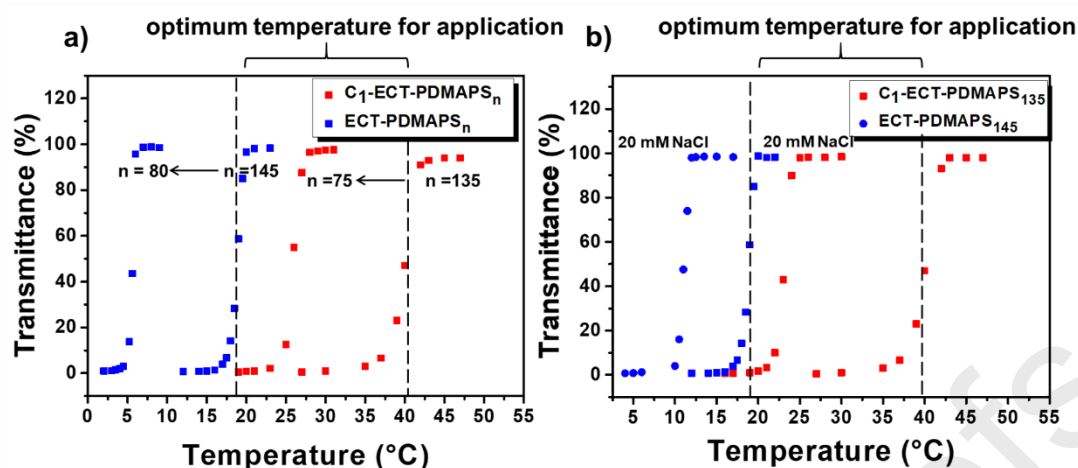 a)
optimum temperature for application
C₁-ECT-PDMAPSₙ
ECT-PDMAPSₙ
n = 80
n =145
n =75
n =135
Transmittance (%)
120
100
80
60
40
20
0
0 5 10 15 20 25 30 35 40 45 50 55
Temperature (°C)
b)
optimum temperature for application
C₁-ECT-PDMAPS₁₃₅
ECT-PDMAPS₁₄₅
20 mM NaCl
20 mM NaCl
Transmittance (%)
120
100
80
60
40
20
0
5 10 15 20 25 30 35 40 45 50 55
Temperature (°C)